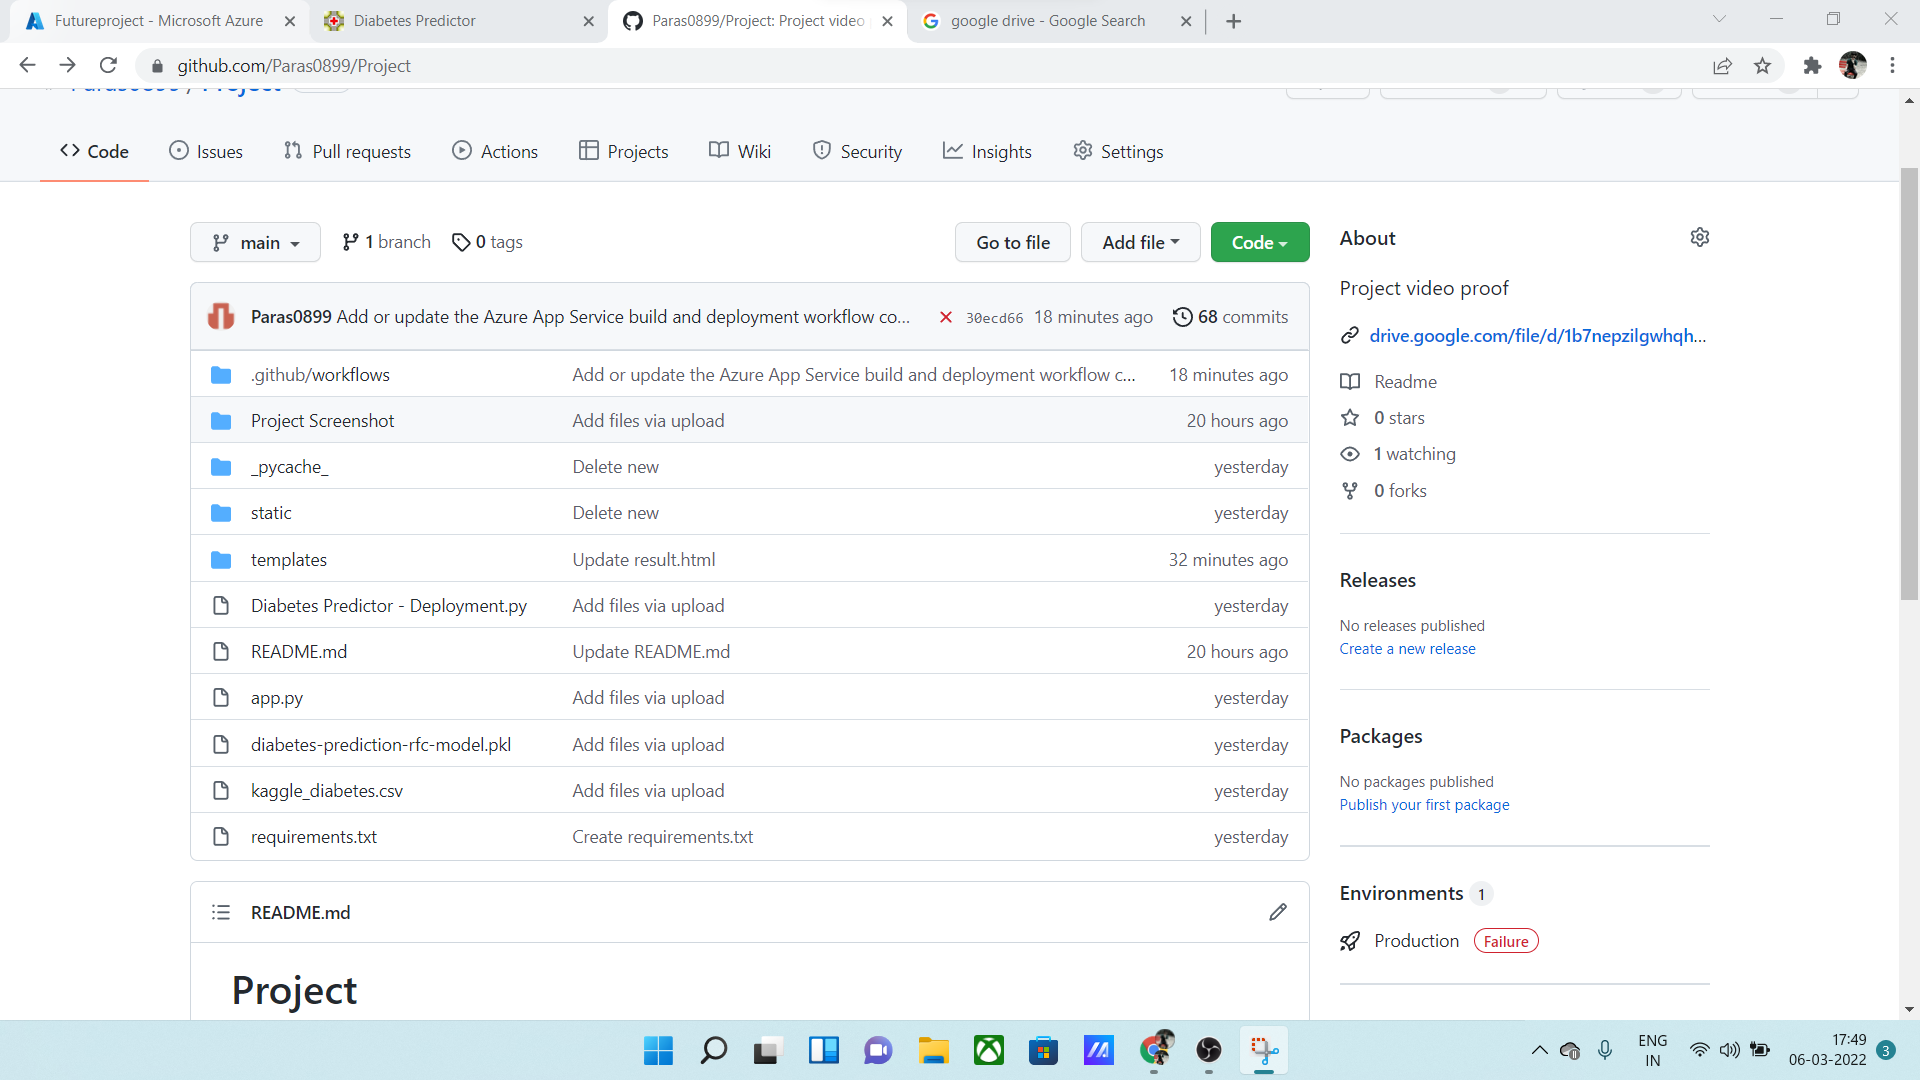 Futureproject - Microsoft Azure
Diabetes Predictor
Paras0899/Project: Project video
google drive - Google Search
github.com/Paras0899/Project
Paras0899 / Project
Code
Issues
Pull requests
Actions
Projects
Wiki
Security
Insights
Settings
main
1 branch
0 tags
Go to file
Add file
Code
Paras0899 Add or update the Azure App Service build and deployment workflow co... 30ecd66 18 minutes ago 68 commits
.github/workflows Add or update the Azure App Service build and deployment workflow c... 18 minutes ago
Project Screenshot Add files via upload 20 hours ago
_pycache_ Delete new yesterday
static Delete new yesterday
templates Update result.html 32 minutes ago
Diabetes Predictor - Deployment.py Add files via upload yesterday
README.md Update README.md 20 hours ago
app.py Add files via upload yesterday
diabetes-prediction-rfc-model.pkl Add files via upload yesterday
kaggle_diabetes.csv Add files via upload yesterday
requirements.txt Create requirements.txt yesterday
README.md
Project
About
Project video proof
drive.google.com/file/d/1b7nepzilgwhqh...
Readme
0 stars
1 watching
0 forks
Releases
No releases published
Create a new release
Packages
No packages published
Publish your first package
Environments 1
Production Failure
ENG
IN
17:49
06-03-2022
3